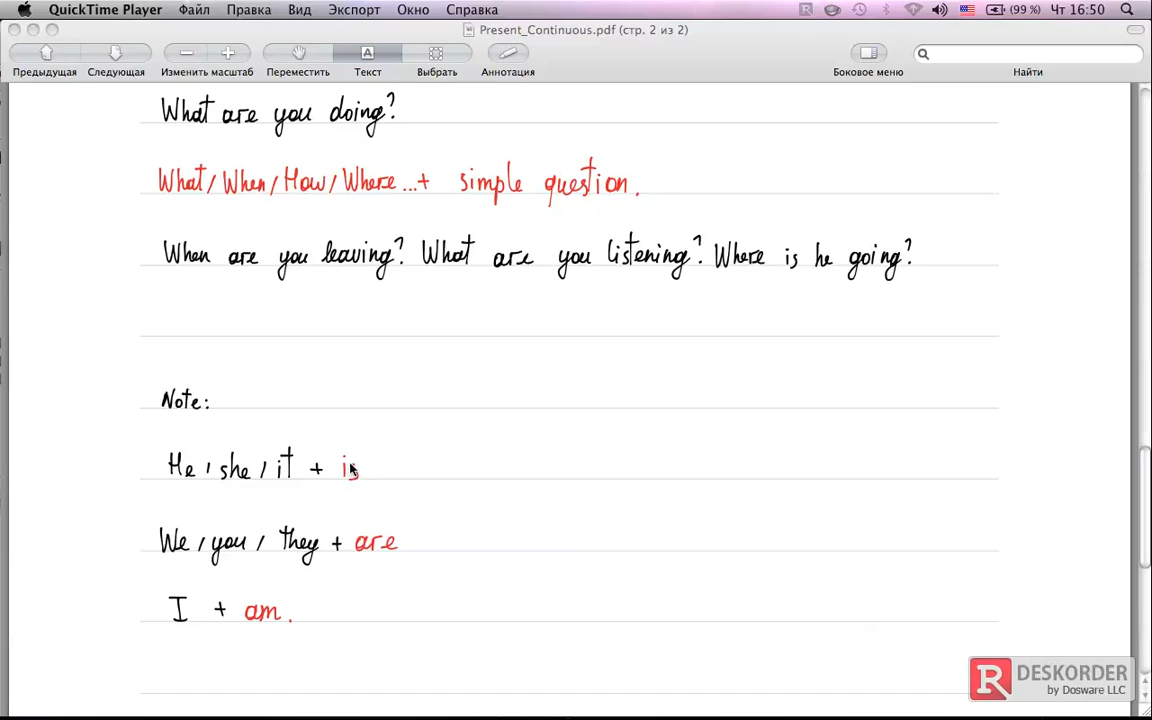 QuickTime Player Файл Правка Вид Экспорт Окно Справка (99 %) Чт 16:50
Present_Continuous.pdf (стр. 2 из 2)
Предыдущая Следующая Изменить масштаб Переместить Текст Выбрать Аннотация Боковое меню Найти
What are you doing?
What/When/How/Where...+ simple question.
When are you leaving? What are you listening? Where is he going?
Note:
He/she/it + is
We/you/they + are
I + am.
R DESKORDER
by Dosware LLC